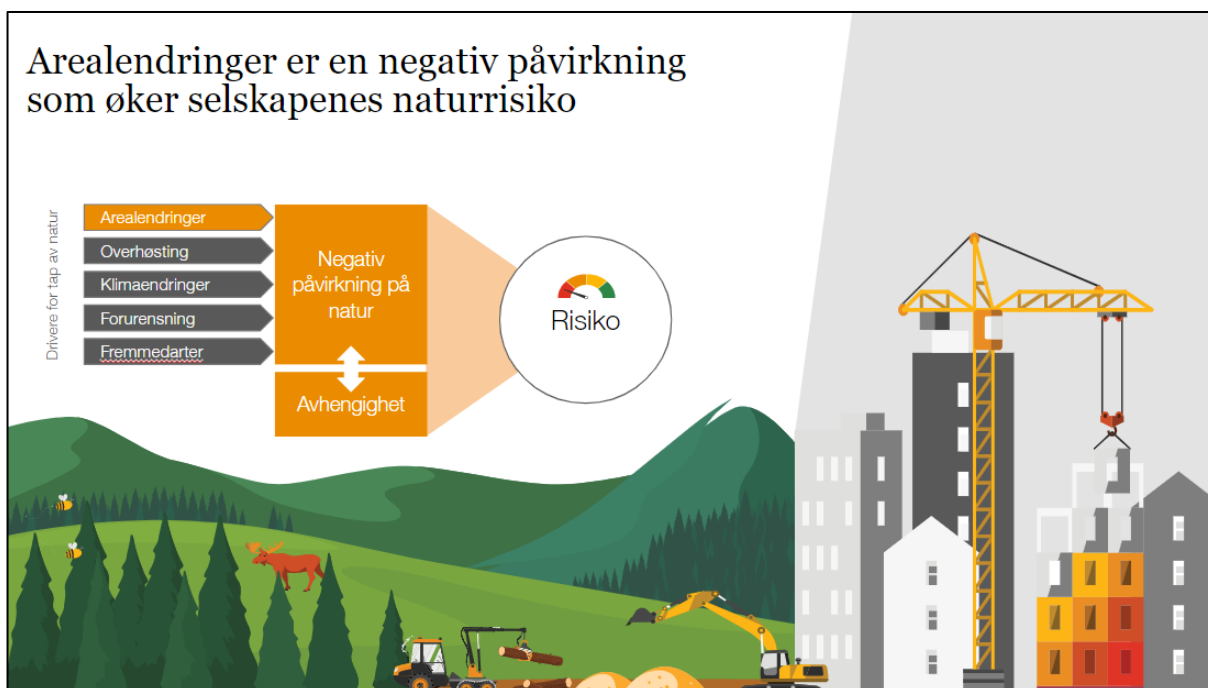 Arealendringer er en negativ påvirkning
som øker selskapenes naturrisiko
Drivere for tap av natur
Arealendringer
Overhøsting
Klimaendringer
Forurensning
Fremmedarter
Negativ
påvirkning på
natur
Avhengighet
Risiko